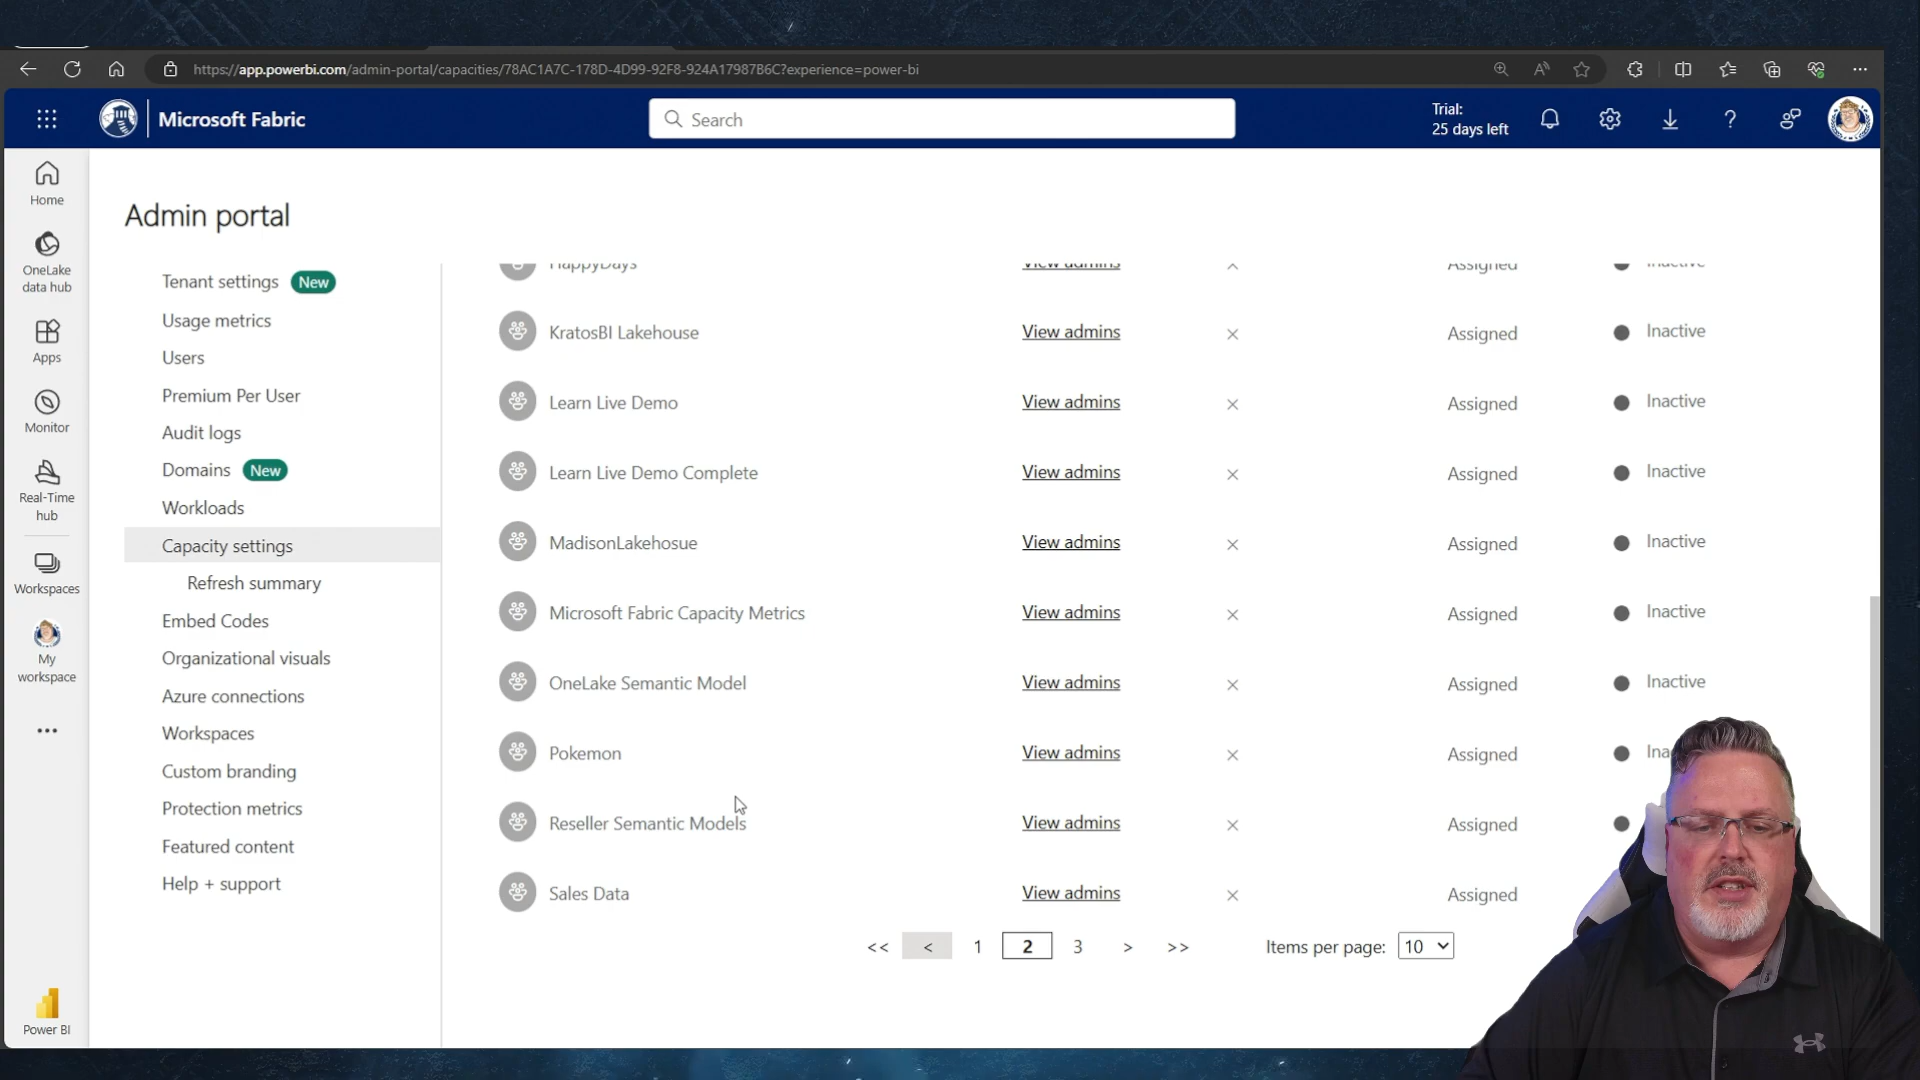 https://app.powerbi.com/admin-portal/capacities/78AC1A7C-178D-4D99-92F8-924A17987B6C?experience=power-bi
Microsoft Fabric
Search
Trial:
25 days left
Home
OneLake
data hub
Apps
Monitor
Real-Time
hub
Workspaces
My
workspace
Power BI
Admin portal
Tenant settings New
Usage metrics
Users
Premium Per User
Audit logs
Domains New
Workloads
Capacity settings
Refresh summary
Embed Codes
Organizational visuals
Azure connections
Workspaces
Custom branding
Protection metrics
Featured content
Help + support
HappyDays View admins Assigned Inactive
KratosBI Lakehouse View admins Assigned Inactive
Learn Live Demo View admins Assigned Inactive
Learn Live Demo Complete View admins Assigned Inactive
MadisonLakehosue View admins Assigned Inactive
Microsoft Fabric Capacity Metrics View admins Assigned Inactive
OneLake Semantic Model View admins Assigned Inactive
Pokemon View admins Assigned
Reseller Semantic Models View admins Assigned
Sales Data View admins Assigned
<< < 1 2 3 > >> Items per page: 10